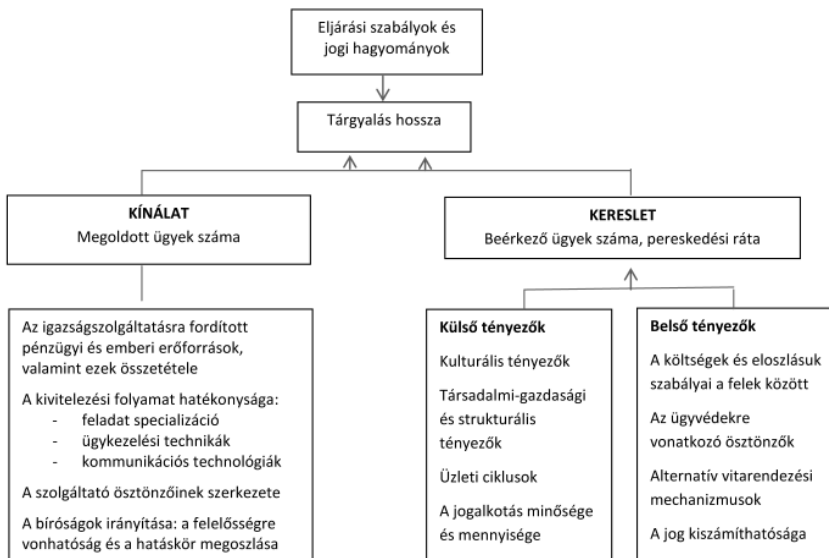 Eljárási szabályok és
jogi hagyományok
Tárgyalás hossza
KÍNÁLAT
Megoldott ügyek száma
KERESLET
Beérkező ügyek száma, pereskedési ráta
Az igazságszolgáltatásra fordított
pénzügyi és emberi erőforrások,
valamint ezek összetétele
A kivitelezési folyamat hatékonysága:
- feladat specializáció
- ügykezelési technikák
- kommunikációs technológiák
A szolgáltató ösztönzőinek szerkezete
A bíróságok irányítása: a felelősségre
vonhatóság és a hatáskör megoszlása
Külső tényezők
Kulturális tényezők
Társadalmi-gazdasági
és strukturális
tényezők
Üzleti ciklusok
A jogalkotás minősége
és mennyisége
Belső tényezők
A költségek és eloszlásuk
szabályai a felek között
Az ügyvédekre
vonatkozó ösztönzők
Alternatív vitarendezési
mechanizmusok
A jog kiszámíthatósága